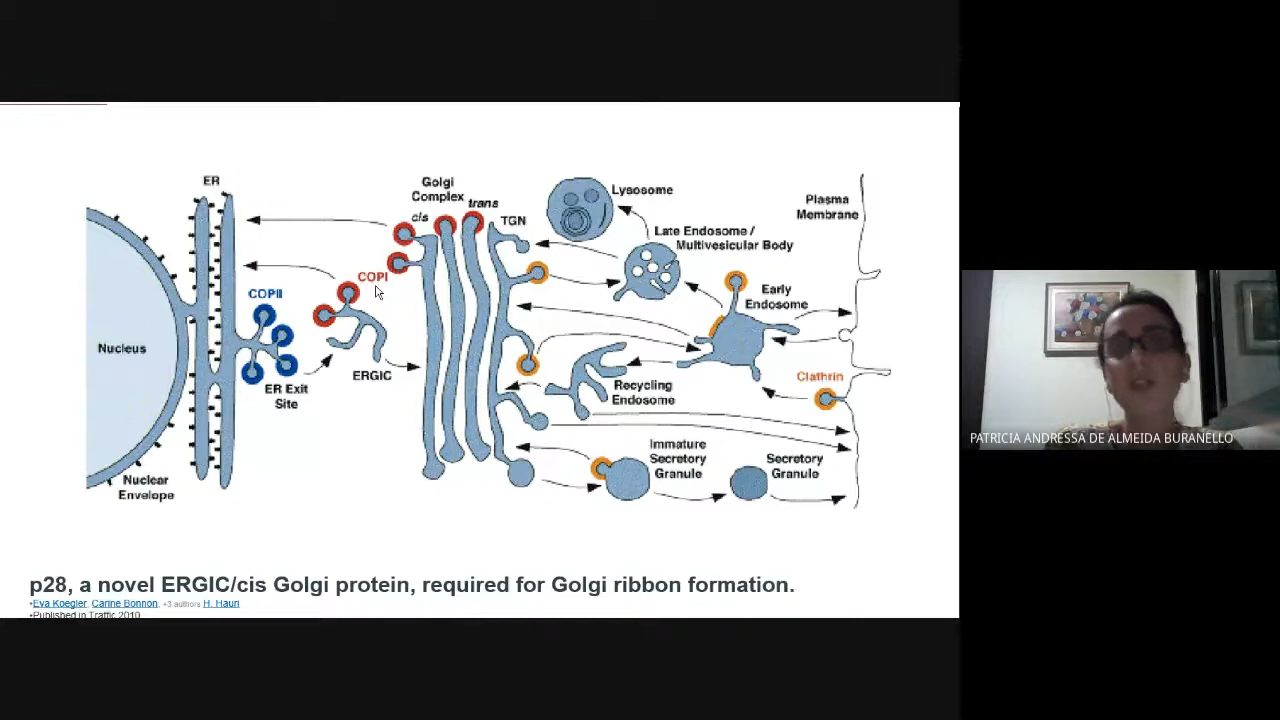 ER
Golgi
Complex
cis
trans
TGN
Lysosome
Late Endosome /
Multivesicular Body
Plasma
Membrane
COPI
COPII
Early
Endosome
Nucleus
ERGIC
ER Exit
Site
Clathrin
Recycling
Endosome
Immature
Secretory
Granule
Secretory
Granule
Nuclear
Envelope
PATRICIA ANDRESSA DE ALMEIDA BURANELLO
p28, a novel ERGIC/cis Golgi protein, required for Golgi ribbon formation.
•Eva Koegler, Carine Bonnon, +3 authors H. Hauri
•Published in Traffic 2010